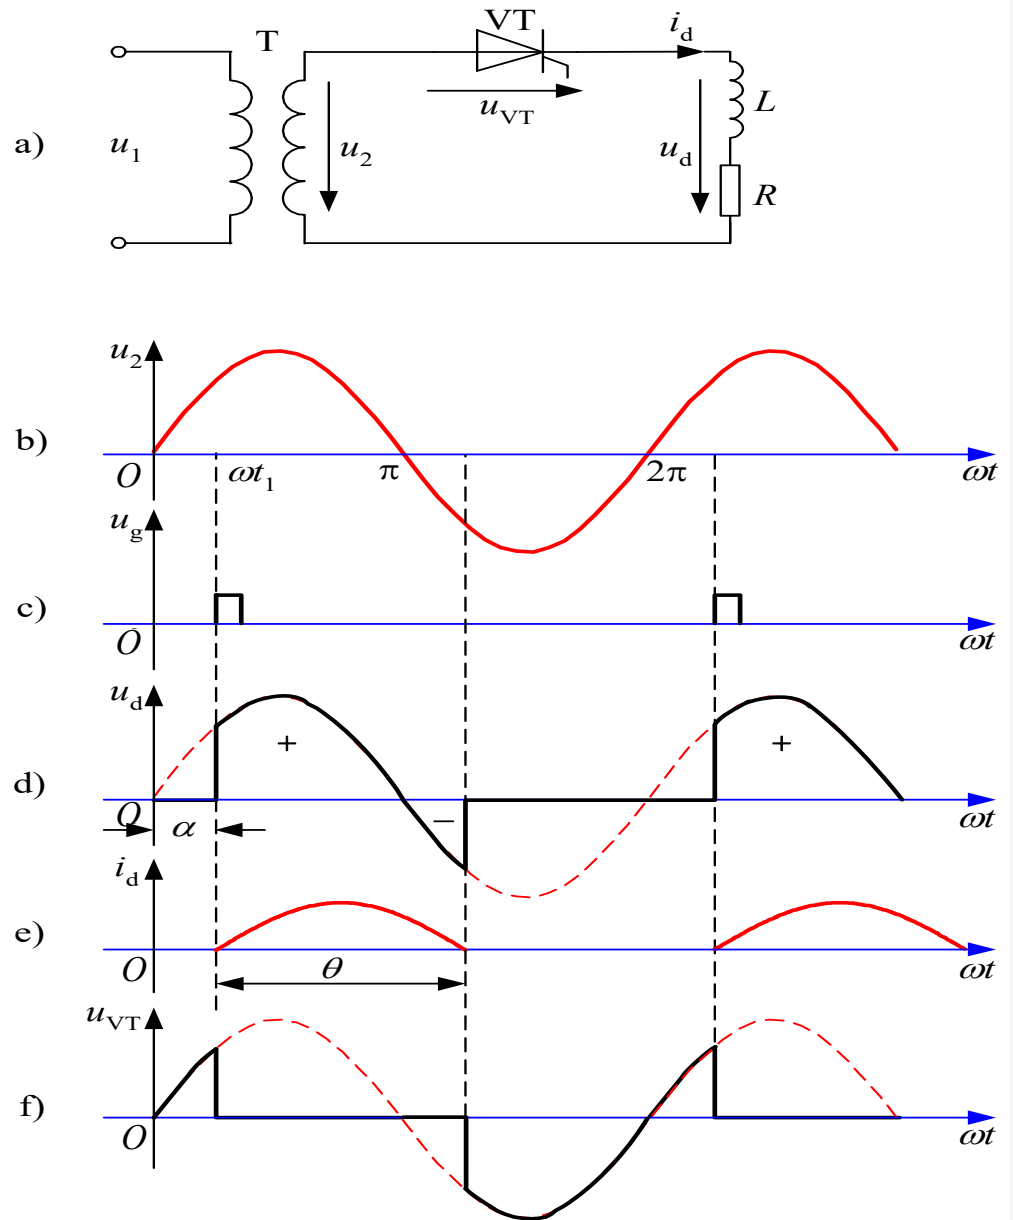 a)
T
VT
i_d
u_1
u_2
u_VT
u_d
L
R
b)
u_2
O
ωt_1
π
2π
ωt
c)
u_g
O
ωt
d)
u_d
+
−
+
O
α
ωt
e)
i_d
O
θ
ωt
f)
u_VT
O
ωt